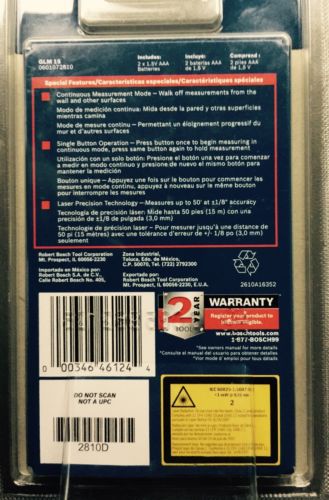 GLM 15
0601072810
Includes:
2 x 1.5V AAA
Batteries
Incluye:
2 baterías AAA
de 1,5 V
Comprend :
2 piles AAA
de 1,5 V
Special Features/Características especiales/Caractéristiques spéciales
Continuous Measurement Mode – Walk off measurements from the
wall and other surfaces
Modo de medición continua: Mida desde la pared y otras superficies
mientras camina
Mode de mesure continu – Permettant un éloignement progressif du
mur et d'autres surfaces
Single Button Operation – Press button once to begin measuring in
continuous mode, press same button again to hold measurement
Utilización con un solo botón: Presione el botón una vez para comenzar
a medir en modo continuo y presione el mismo botón para
mantener la medición
Bouton unique – Appuyez une fois sur le bouton pour commencer les
mesures en mode continu, et appuyez à nouveau sur le même bouton
pour interrompre les mesures
Laser Precision Technology – Measures up to 50' at ±1/8" accuracy
Tecnología de precisión láser: Mide hasta 50 pies (15 m) con una
precisión de ±1/8 de pulgada (3,0 mm)
Technologie de précision laser – Pour mesurer jusqu'à une distance de
50 pi (15 mètres) avec une tolérance d'erreur de +/- 1/8 po (3,0 mm)
seulement
Robert Bosch Tool Corporation
Mt. Prospect, IL 60056-2230
Importado en México por:
Robert Bosch S.A. de C.V.,
Calle Robert Bosch No. 405,
Zona Industrial,
Toluca, Edo. de México,
C.P. 50070, Tel. (722) 2792300
Exportado por:
Robert Bosch Tool Corporation
Mt. Prospect, IL 60056-2230, E.E.U.U.
2610A16352
2 YEAR
TOOLS
WARRANTY
Register your product to
become eligible.
www.boschtools.com
1-877-BOSCH99
*See owners manual for more details
*Consulte el manual del usuario para obtener detalles
0 00346 46124 4
DO NOT SCAN
NOT A UPC
2810D
2